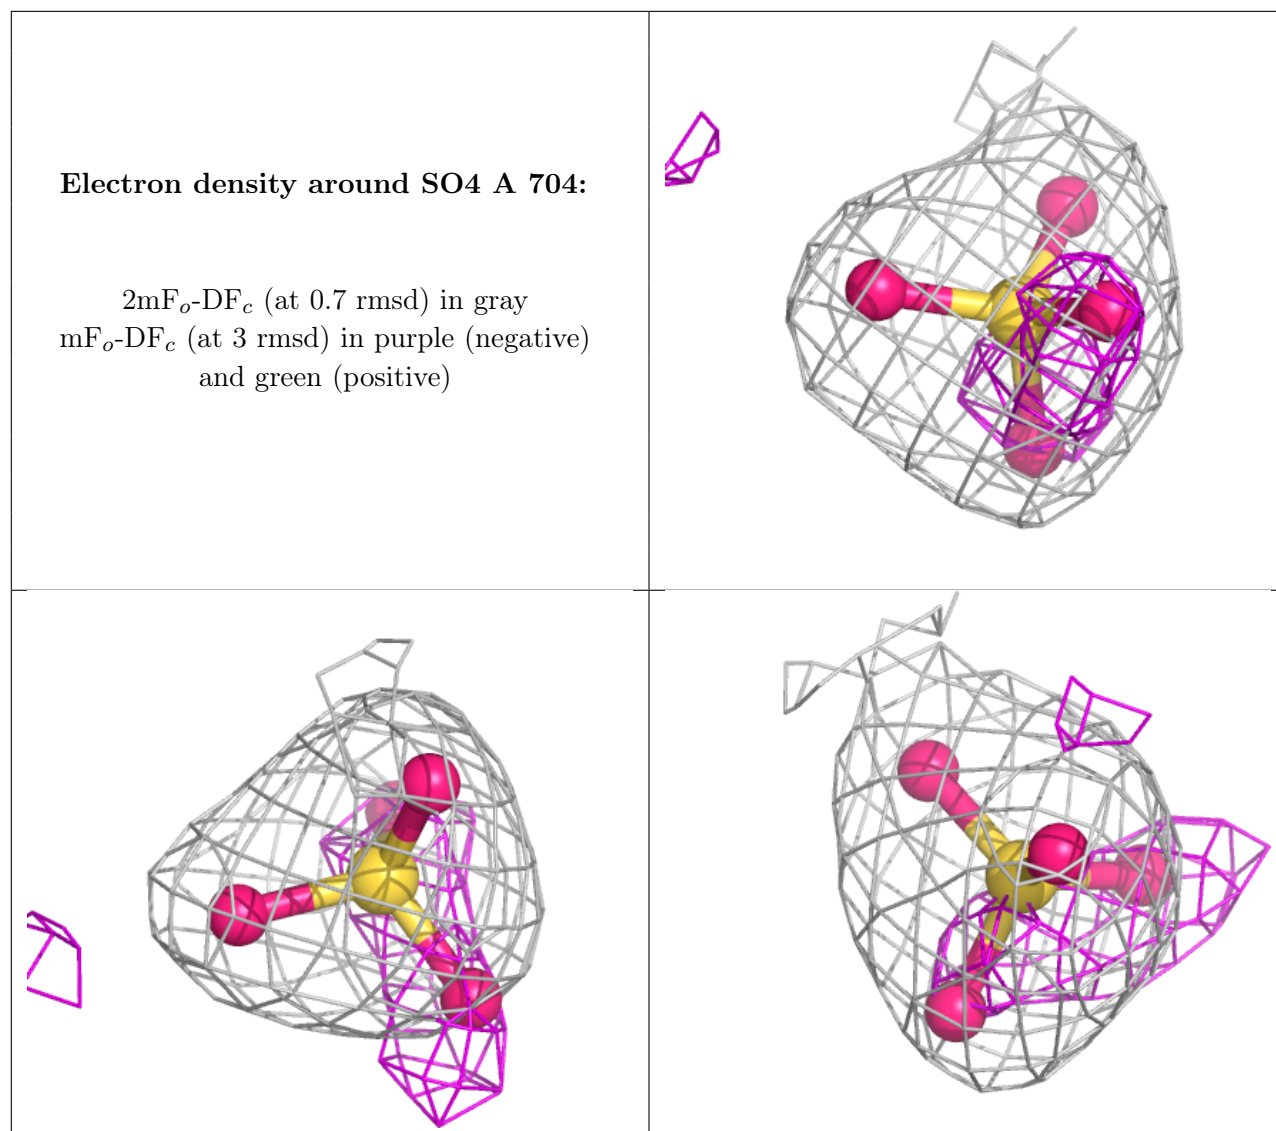 Electron density around SO4 A 704:
2mFo-DFc (at 0.7 rmsd) in gray
mFo-DFc (at 3 rmsd) in purple (negative)
and green (positive)